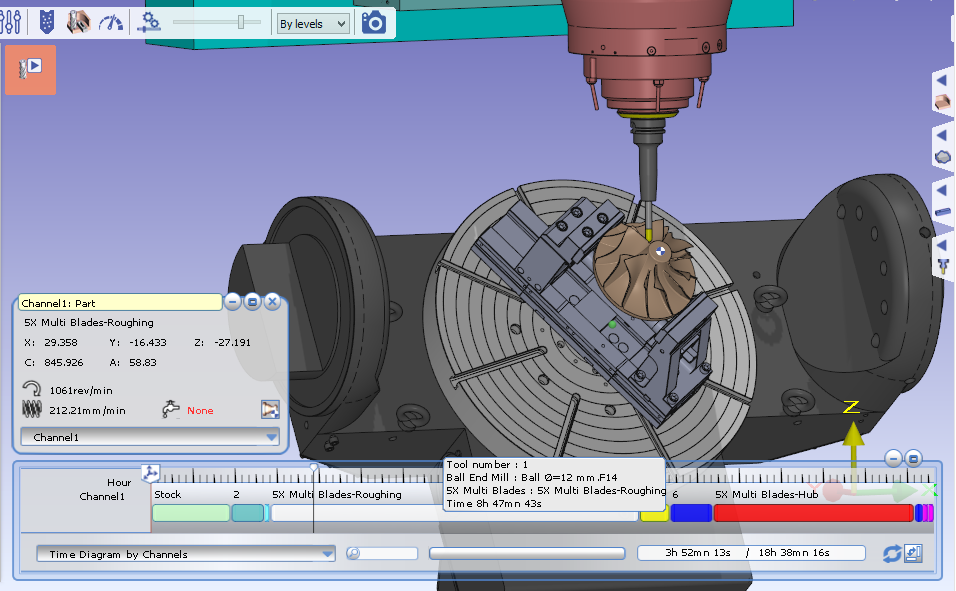 By levels
Channel1: Part
5X Multi Blades-Roughing
X: 29.358 Y: -16.433 Z: -27.191
C: 845.926 A: 58.83
1061rev/min
212.21mm/min None
Channel1
Z
Hour
Channel1
Stock 2 5X Multi Blades-Roughing 6 5X Multi Blades-Hub
Tool number : 1
Ball End Mill : Ball Ø=12 mm.F14
5X Multi Blades : 5X Multi Blades-Roughing
Time 8h 47mn 43s
Time Diagram by Channels
3h 52mn 13s / 18h 38mn 16s